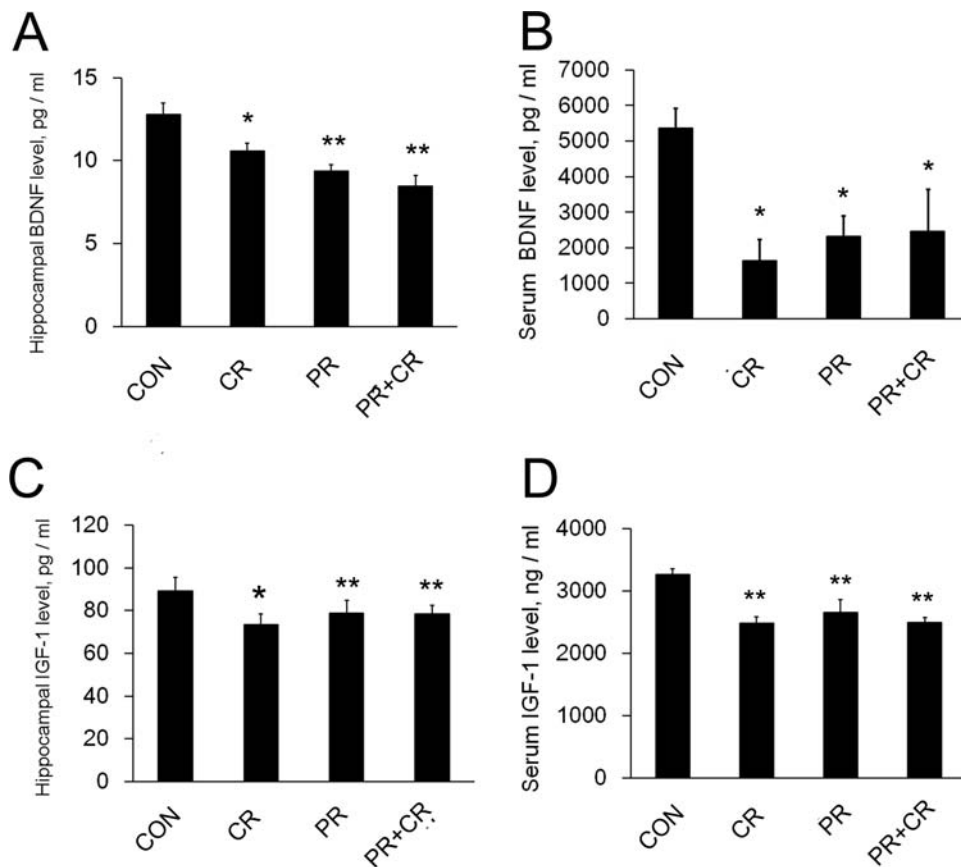 A
Hippocampal BDNF level, pg / ml
15
10
5
0
*
**
**
CON
CR
PR
PR+CR
B
Serum BDNF level, pg / ml
7000
6000
5000
4000
3000
2000
1000
0
*
*
*
CON
CR
PR
PR+CR
C
Hippocampal IGF-1 level, pg / ml
120
100
80
60
40
20
0
*
**
**
CON
CR
PR
PR+CR
D
Serum IGF-1 level, ng / ml
4000
3000
2000
1000
0
**
**
**
CON
CR
PR
PR+CR